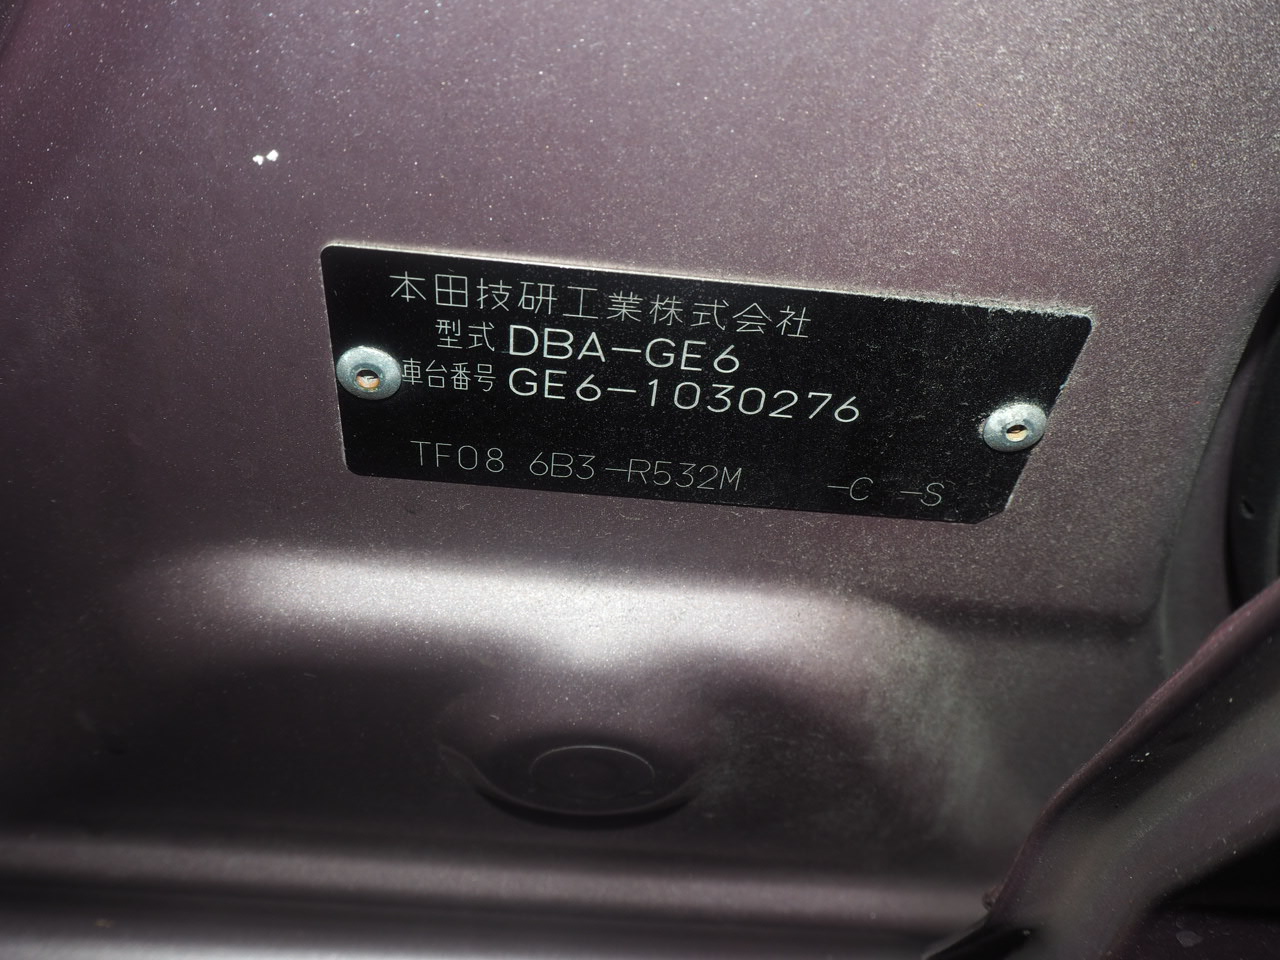 本田技研工業株式会社
型式 DBA-GE6
車台番号 GE6-1030276
TF08 6B3-R532M -C -S